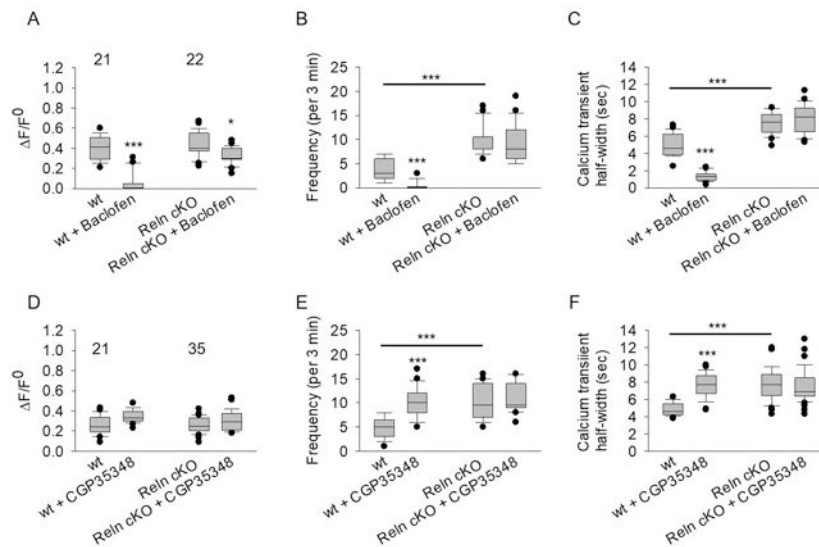 A
B
C
21
22
ΔF/F⁰
1.2
1.0
0.8
0.6
0.4
0.2
0.0
***
*
wt
wt + Baclofen
Reln cKO
Reln cKO + Baclofen
Frequency (per 3 min)
25
20
15
10
5
0
***
***
wt
wt + Baclofen
Reln cKO
Reln cKO + Baclofen
Calcium transient
half-width (sec)
14
12
10
8
6
4
2
0
***
***
wt
wt + Baclofen
Reln cKO
Reln cKO + Baclofen
D
E
F
21
35
ΔF/F⁰
1.2
1.0
0.8
0.6
0.4
0.2
0.0
wt
wt + CGP35348
Reln cKO
Reln cKO + CGP35348
Frequency (per 3 min)
25
20
15
10
5
0
***
***
wt
wt + CGP35348
Reln cKO
Reln cKO + CGP35348
Calcium transiient
half-width (sec)
14
12
10
8
6
4
2
0
***
***
wt
wt + CGP35348
Reln cKO
Reln cKO + CGP35348